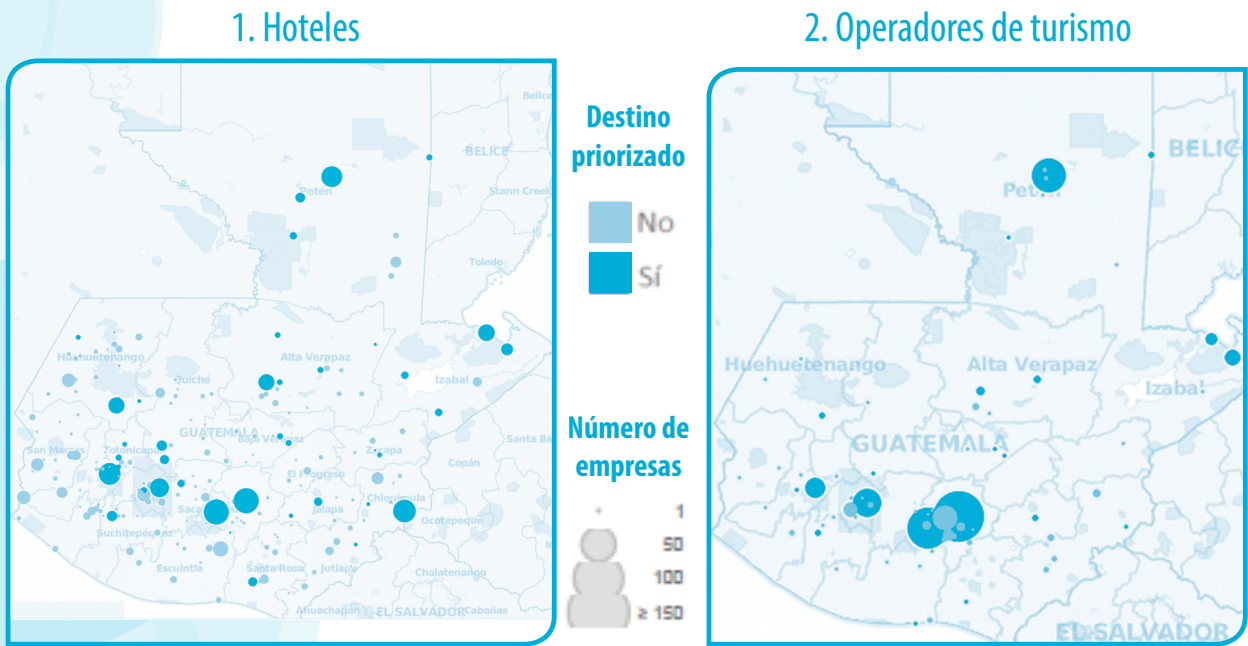 1. Hoteles
2. Operadores de turismo
Belice
BELICE
Petén
Stann Creek
Toledo
Huehuetenango
Quiché
Alta Verapaz
Izabal
GUATEMALA
Baja Verapaz
San Marcos
Totonicapán
Zacapa
Santa Bá
Copán
El Progreso
Chiquimula
Jalapa
Ocotepeque
Suchitepéquez
Escuintla
Santa Rosa
Jutiapa
Chalatenango
Ahuachapán
EL SALVADOR
Cabañas
Destino
priorizado
No
Sí
Número de
empresas
1
50
100
≥ 150
BELIC
Huehuetenango
Alta Verapaz
Izabal
GUATEMALA
EL SALVADOR